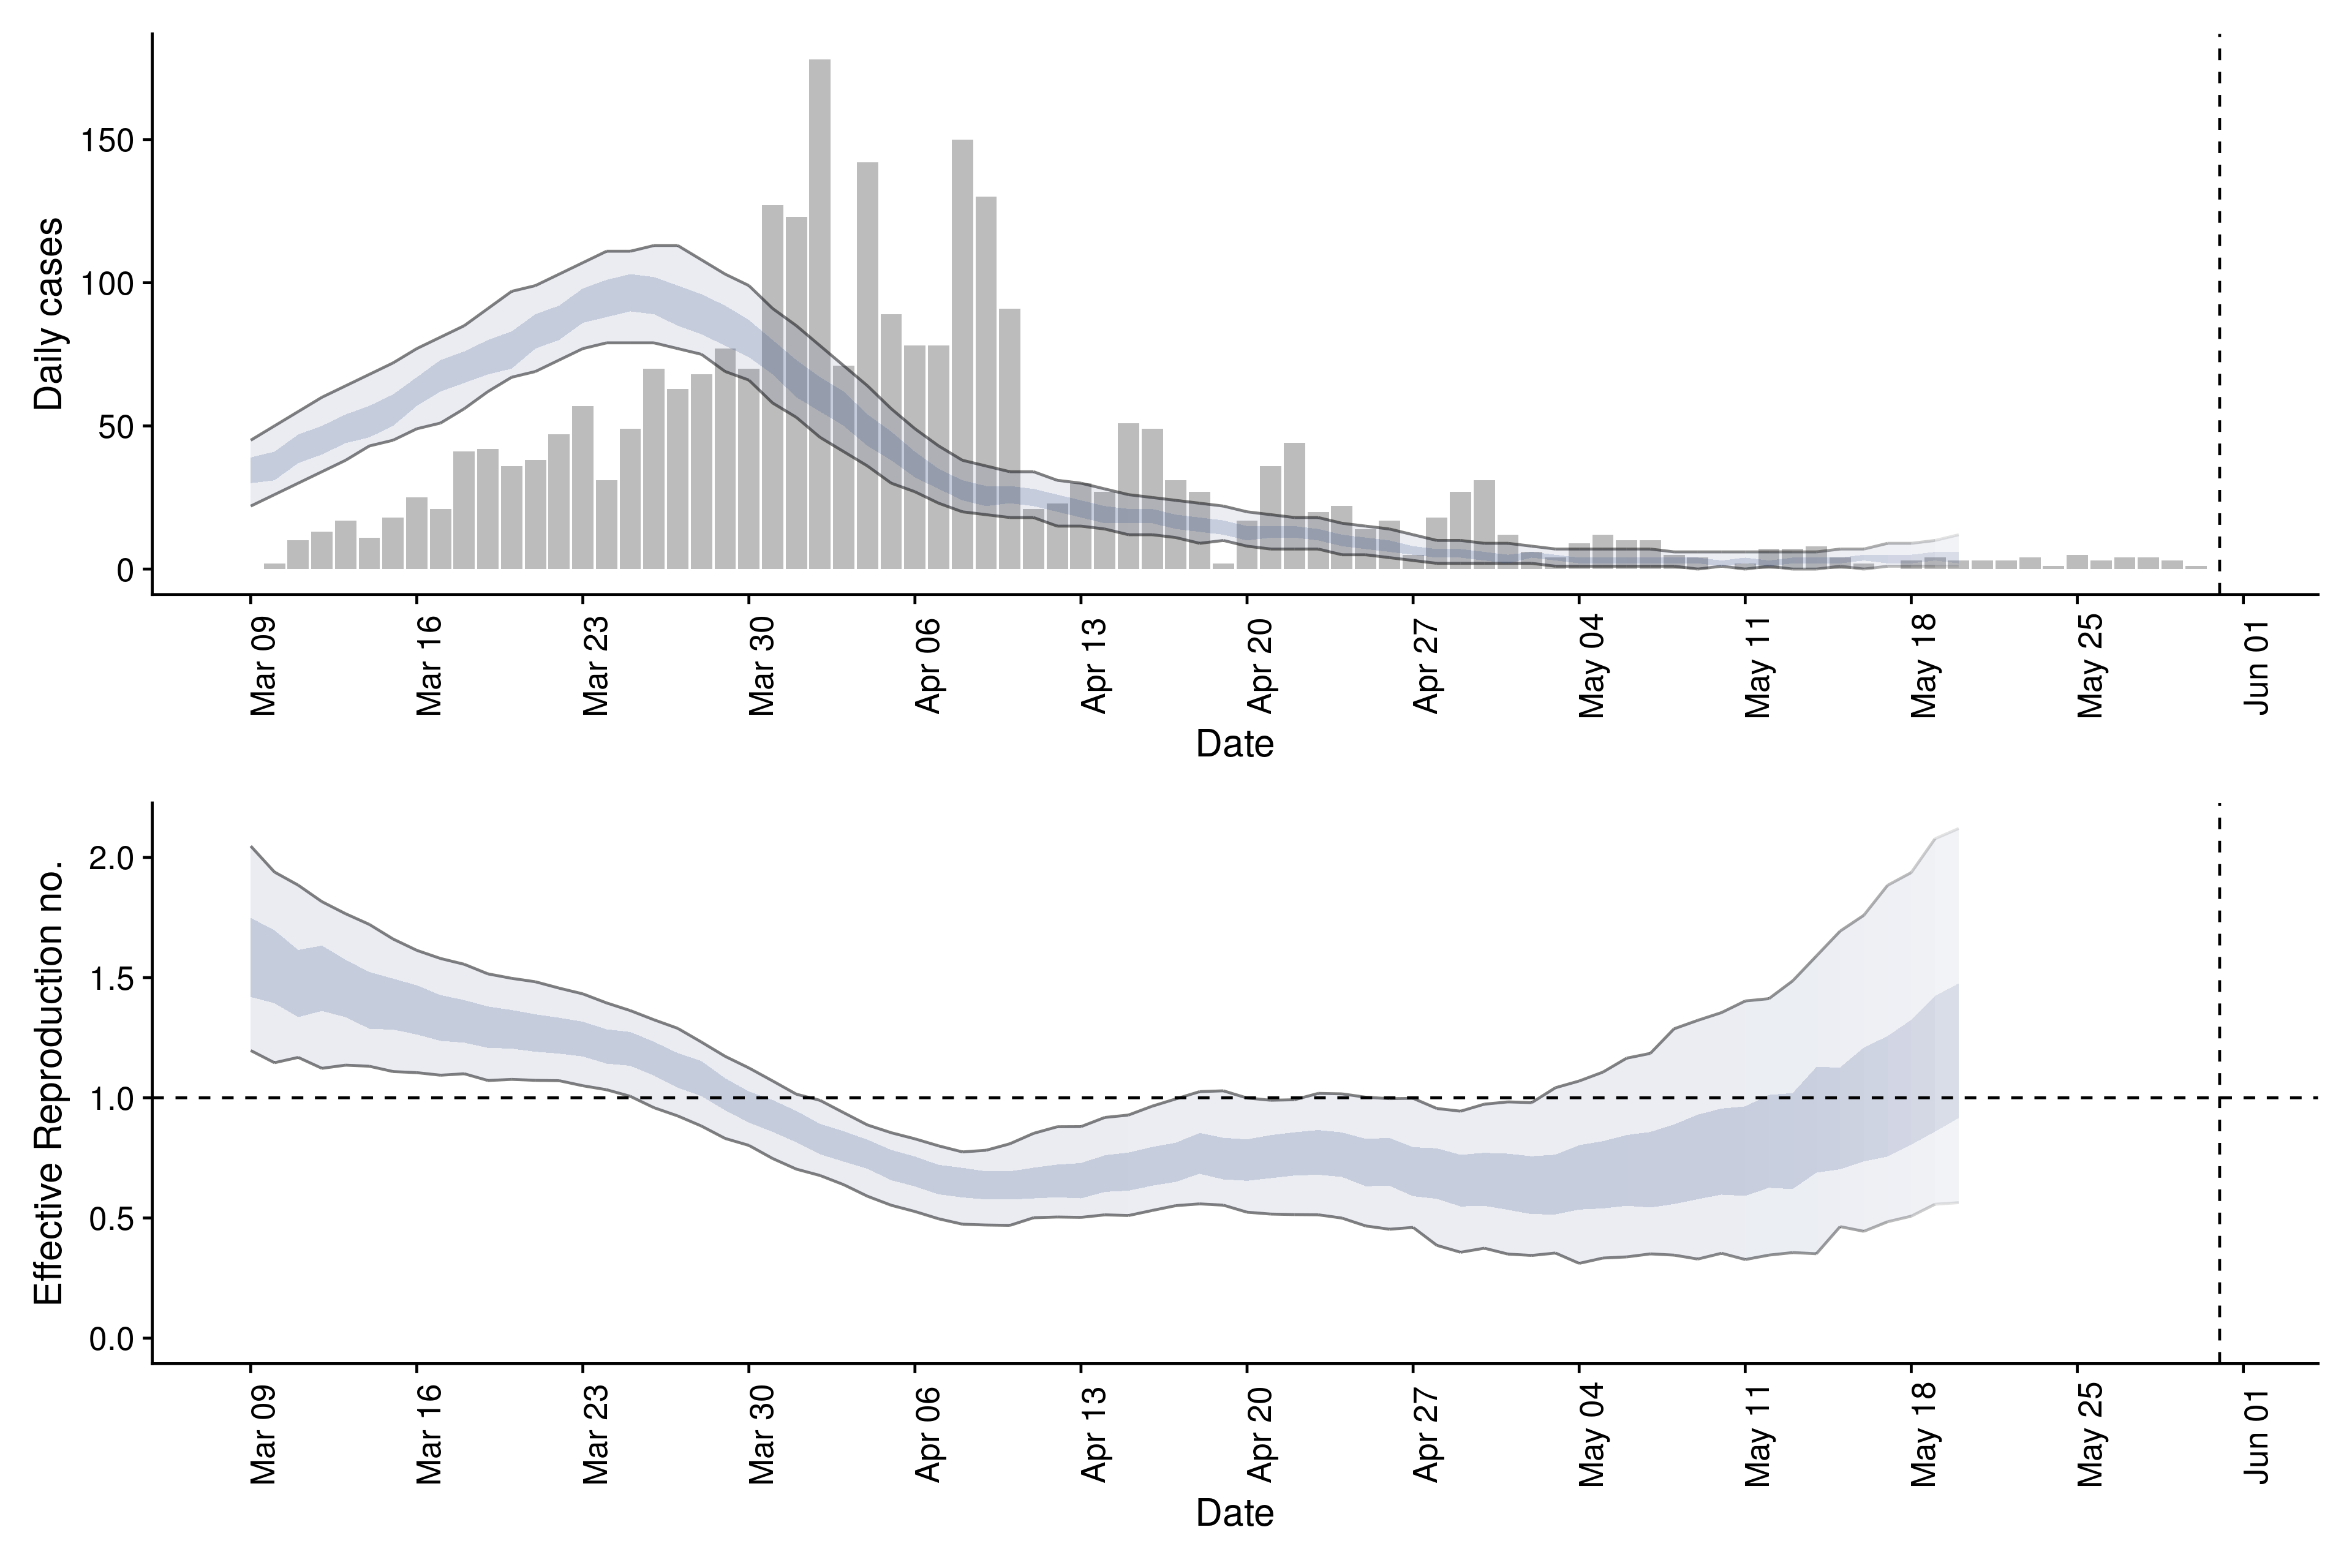 Daily cases
150
100
50
0
Mar 09
Mar 16
Mar 23
Mar 30
Apr 06
Apr 13
Apr 20
Apr 27
May 04
May 11
May 18
May 25
Jun 01
Date
Effective Reproduction no.
2.0
1.5
1.0
0.5
0.0
Mar 09
Mar 16
Mar 23
Mar 30
Apr 06
Apr 13
Apr 20
Apr 27
May 04
May 11
May 18
May 25
Jun 01
Date